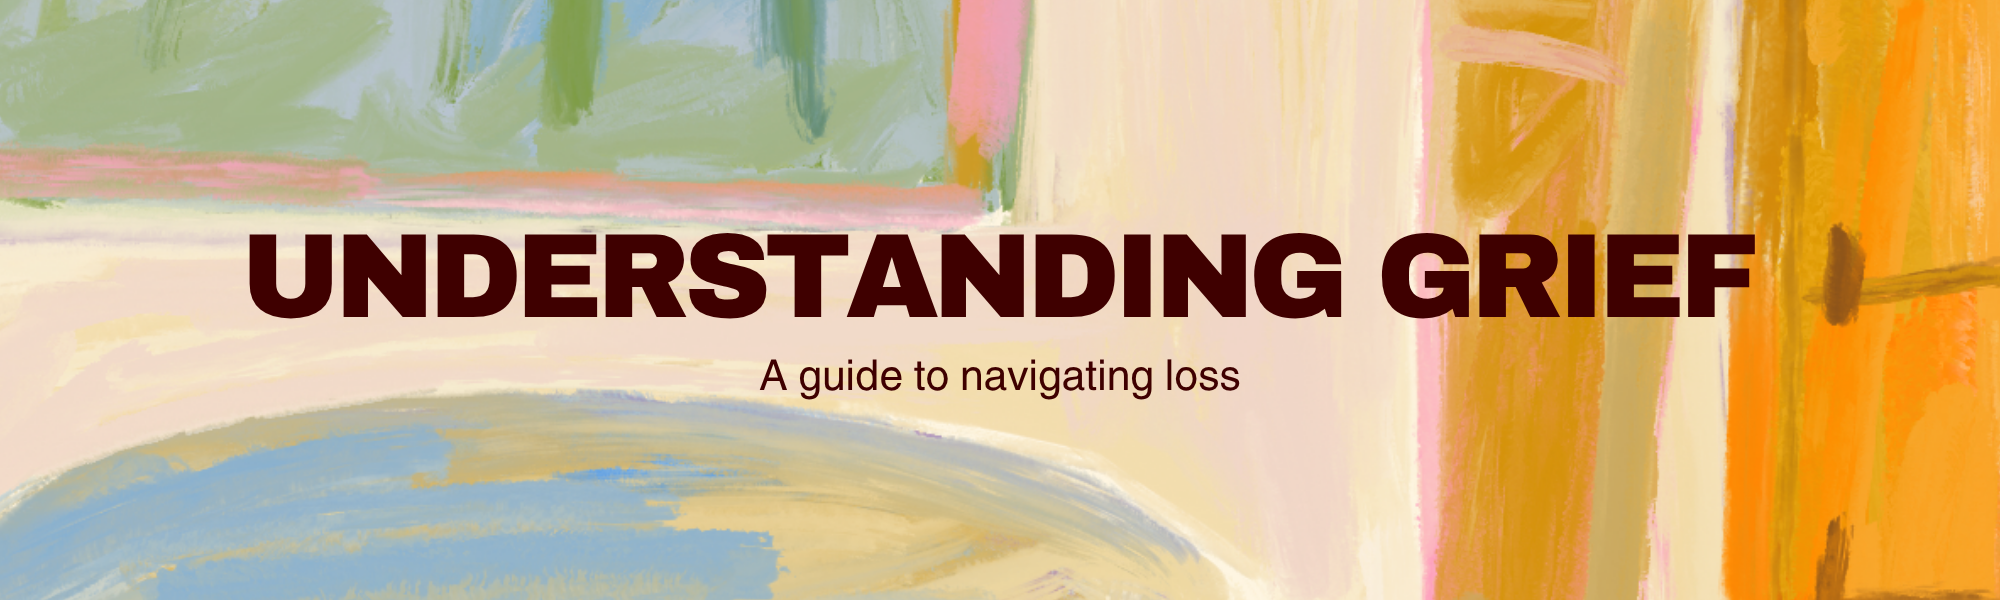 UNDERSTANDING GRIEF
A guide to navigating loss